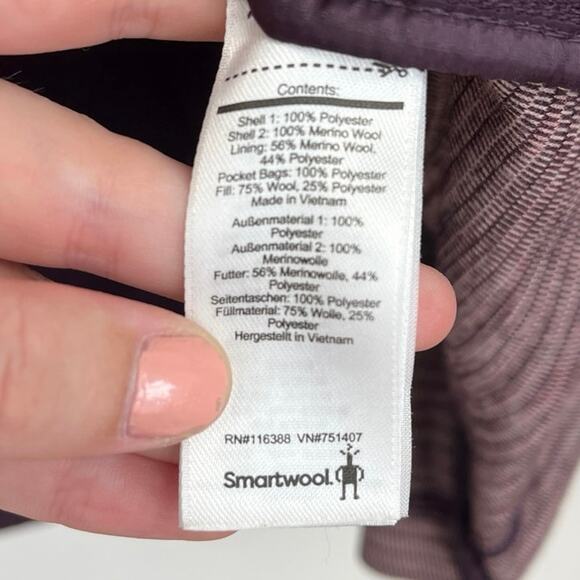 Contents:
Shell 1: 100% Polyester
Shell 2: 100% Merino Wool
Lining: 56% Merino Wool,
44% Polyester
Pocket Bags: 100% Polyester
Fill: 75% Wool, 25% Polyester
Made in Vietnam
Außenmaterial 1: 100%
Polyester
Außenmaterial 2: 100%
Merinowolle
Futter: 56% Merinowolle, 44%
Polyester
Seitentaschen: 100% Polyester
Füllmaterial: 75% Wolle, 25%
Polyester
Hergestellt in Vietnam
RN#116388 VN#751407
Smartwool.